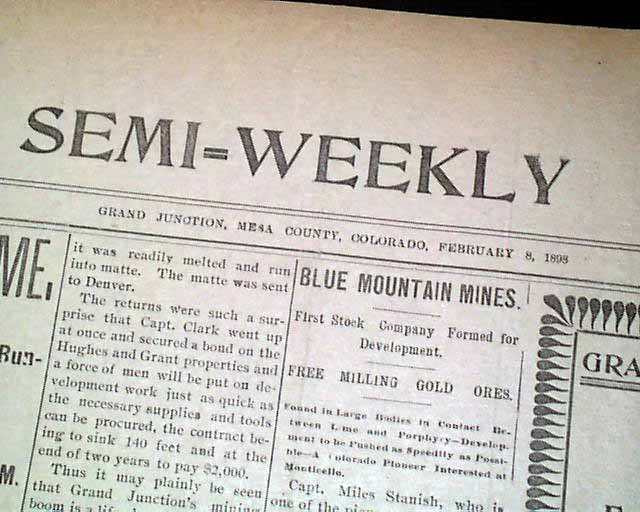 SEMI=WEEKLY
GRAND JUNCTION, MESA COUNTY, COLORADO, FEBRUARY 8, 1898
ME,
Run-
M.
it was readily melted and run
into matte. The matte was sent
to Denver.
The returns were such a sur-
prise that Capt. Clark went up
at once and secured a bond on the
Hughes and Grant properties and
a force of men will be put on de-
velopment work just as quick as
the necessary supplies and tools
can be procured, the contract be-
ing to sink 140 feet and at the
end of two years to pay $2,000.
Thus it may plainly be seen
that Grand Junction's mining
boom is a
BLUE MOUNTAIN MINES.
First Stock Company Formed for
Development.
FREE MILLING GOLD ORES.
Found in Large Bodies in Contact Be-
tween Lime and Porphyry—Develop-
ment to be Pushed as Speedily as Possi-
ble—A Colorado Pioneer Interested at
Monticello.
Capt. Miles Stanish, who is
one of the
GRA